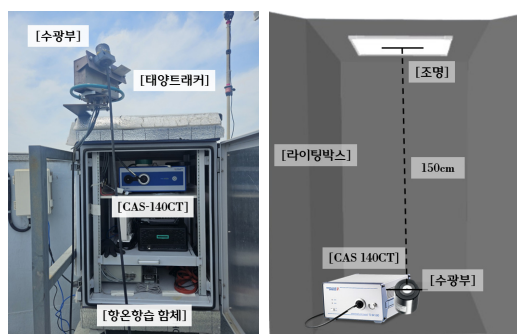 [수광부]
[태양트래커]
[CAS-140CT]
[항온항습 함체]
[조명]
[라이팅박스]
150cm
[CAS 140CT]
[수광부]